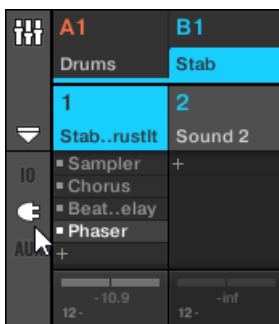 A1 B1
Drums Stab
1 2
Stab..rustIt Sound 2
IO
Sampler +
Chorus
Beat..elay
Phaser
+
-10.9 -inf
12- 12-